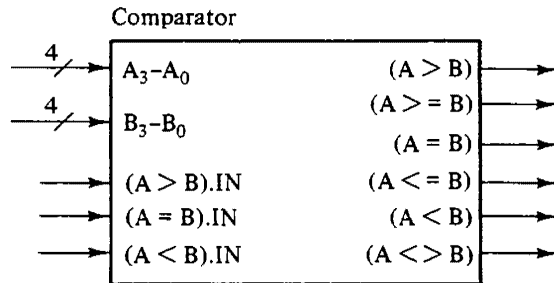 Comparator
4
A₃–A₀
(A > B)
(A > = B)
4
B₃–B₀
(A = B)
(A > B).IN
(A < = B)
(A = B).IN
(A < B)
(A < B).IN
(A < > B)